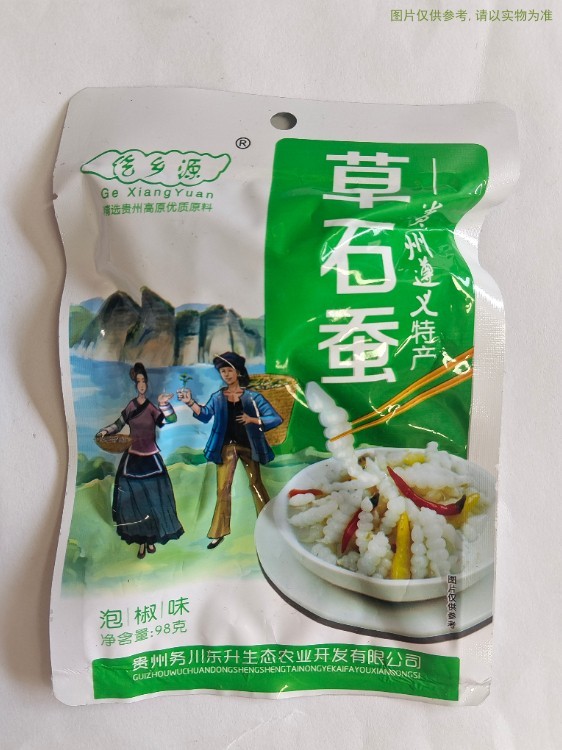 图片仅供参考, 请以实物为准
仡乡源®
Ge XiangYuan
精选贵州高原优质原料
草石蚕
贵州遵义特产
图片仅供参考
泡|椒|味
净含量:98克
贵州务川东升生态农业开发有限公司
GUIZHOUWUCHUANDONGSHENGSHENGTAINONGYEKAIFAYOUXIANGONGSI